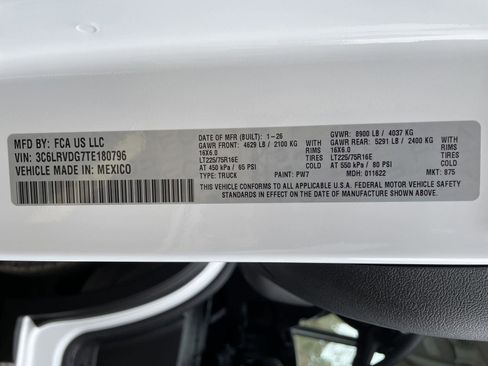 MFD BY: FCA US LLC
VIN: 3C6LRVDG7TE180796
VEHICLE MADE IN: MEXICO
DATE OF MFD (BUILT): 1-26
GAWR FRONT: 4629 LB / 2100 KG
16X6.0
WITH RIMS
LT225/75R16E
TIRES
AT 450 kPa / 65 PSI
COLD
TYPE: TRUCK
PAINT: PW7
GVWR: 8900 LB / 4037 KG
GAWR REAR: 5291 LB / 2400 KG
16X6.0
WITH RIMS
LT225/75R16E
TIRES
AT 550 kPa / 80 PSI
COLD
MDH: 011622
MKT: 875
THIS VEHICLE CONFORMS TO ALL APPLICABLE U.S.A. FEDERAL MOTOR VEHICLE SAFETY
STANDARDS IN EFFECT ON THE DATE OF MANUFACTURE SHOWN ABOVE.